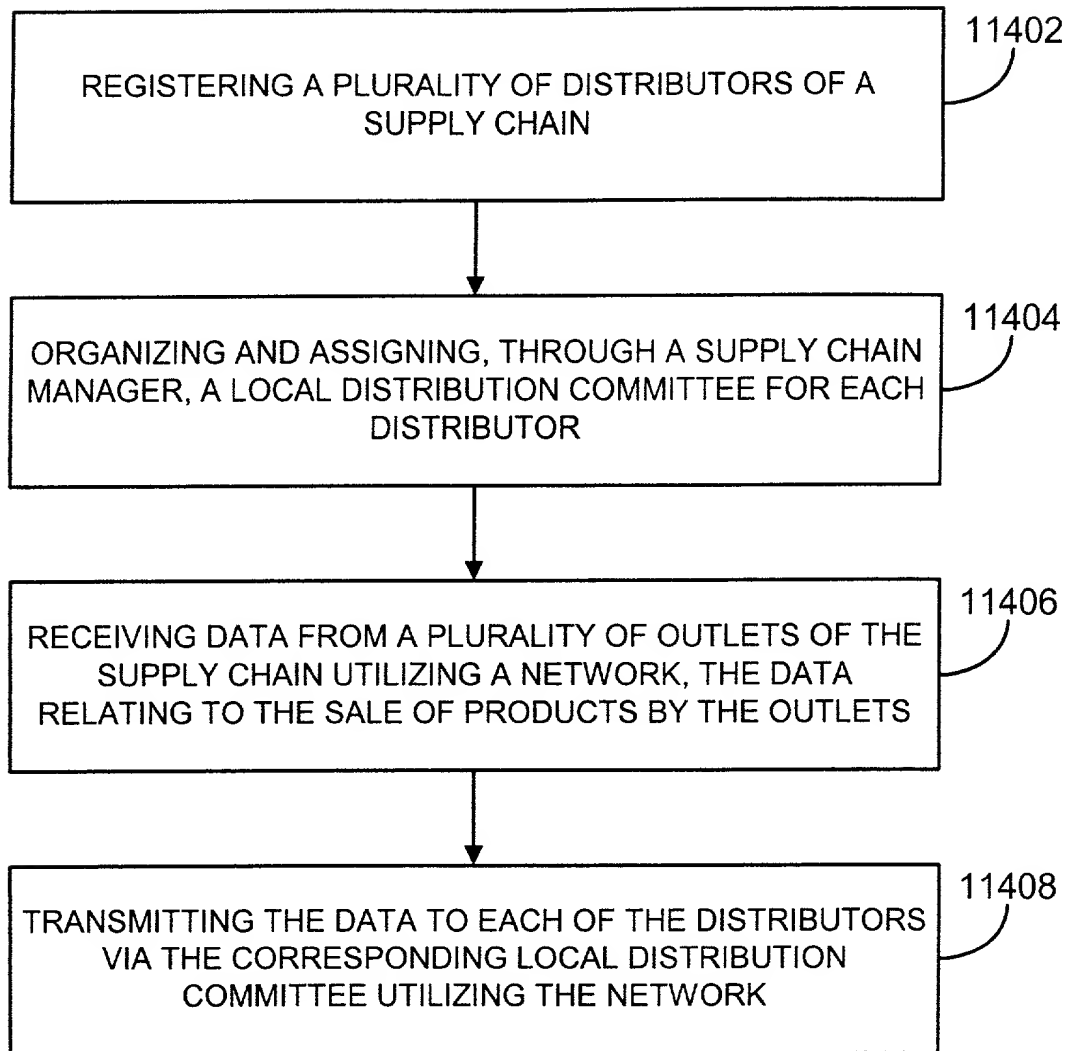 11402
REGISTERING A PLURALITY OF DISTRIBUTORS OF A
SUPPLY CHAIN
11404
ORGANIZING AND ASSIGNING, THROUGH A SUPPLY CHAIN
MANAGER, A LOCAL DISTRIBUTION COMMITTEE FOR EACH
DISTRIBUTOR
11406
RECEIVING DATA FROM A PLURALITY OF OUTLETS OF THE
SUPPLY CHAIN UTILIZING A NETWORK, THE DATA
RELATING TO THE SALE OF PRODUCTS BY THE OUTLETS
11408
TRANSMITTING THE DATA TO EACH OF THE DISTRIBUTORS
VIA THE CORRESPONDING LOCAL DISTRIBUTION
COMMITTEE UTILIZING THE NETWORK